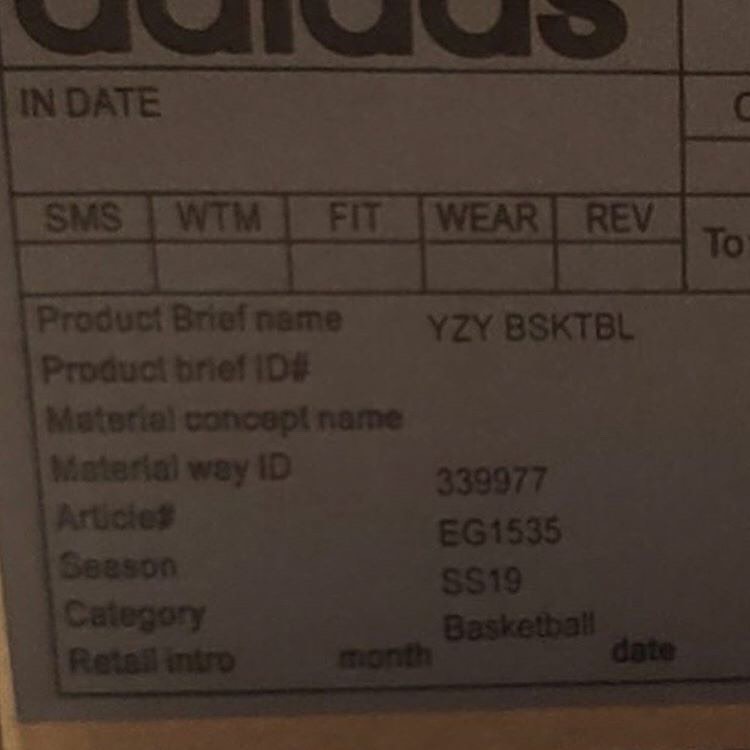 adidas
IN DATE
SMS WTM FIT WEAR REV
To
Product Brief name YZY BSKTBL
Product brief ID#
Material concept name
Material way ID 339977
Article# EG1535
Season SS19
Category Basketball
Retail intro month date